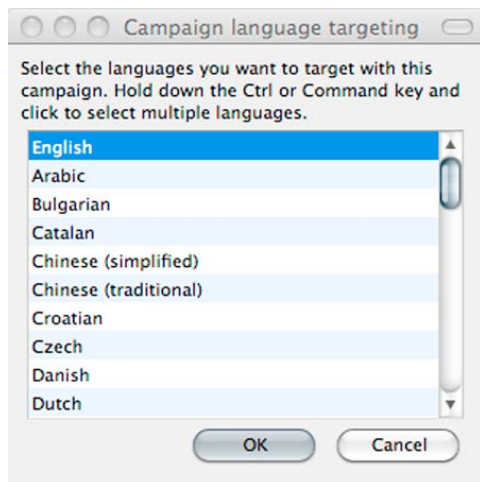 Campaign language targeting
Select the languages you want to target with this
campaign. Hold down the Ctrl or Command key and
click to select multiple languages.
English
Arabic
Bulgarian
Catalan
Chinese (simplified)
Chinese (traditional)
Croatian
Czech
Danish
Dutch
OK Cancel